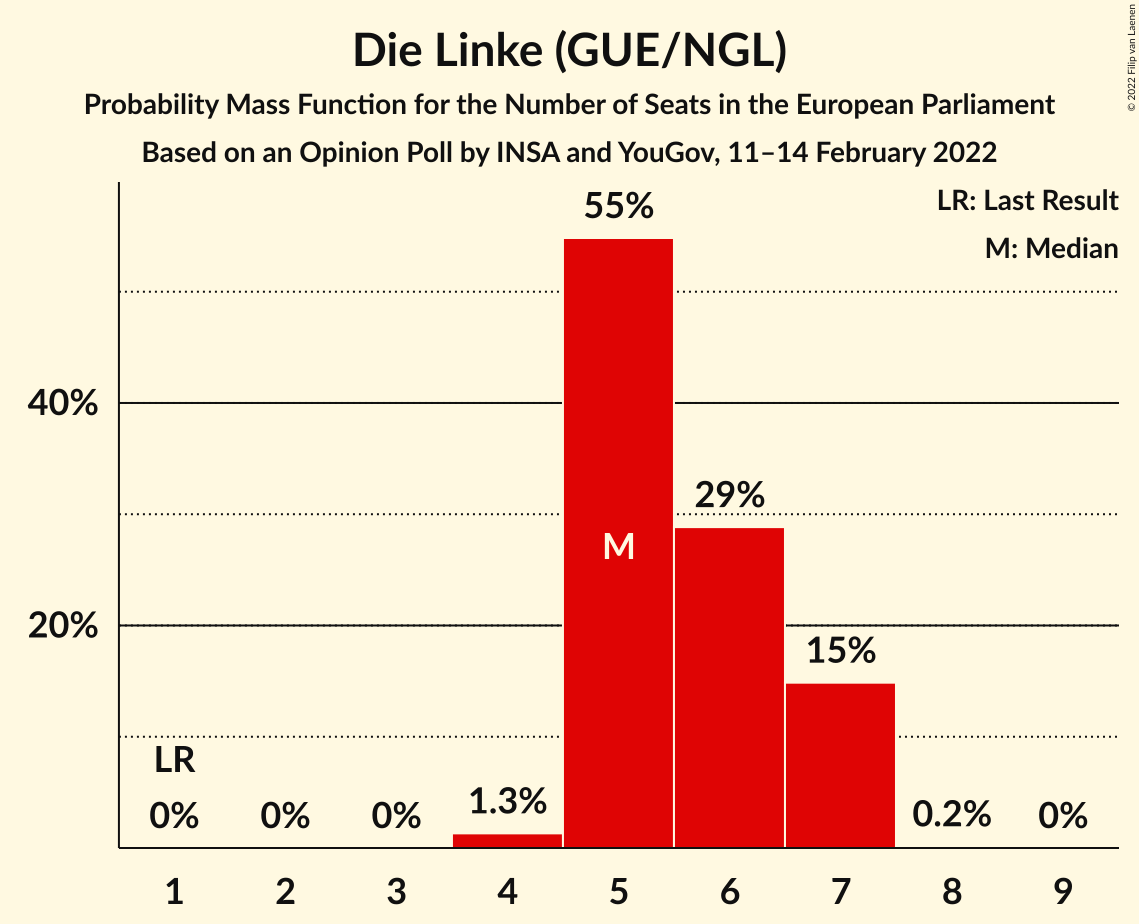 Die Linke (GUE/NGL)
Probability Mass Function for the Number of Seats in the European Parliament
Based on an Opinion Poll by INSA and YouGov, 11–14 February 2022
© 2022 Filip van Laenen
LR: Last Result
M: Median
55%
40%
29%
M
20%
15%
LR
0% 0% 0% 1.3% 0.2% 0%
1 2 3 4 5 6 7 8 9